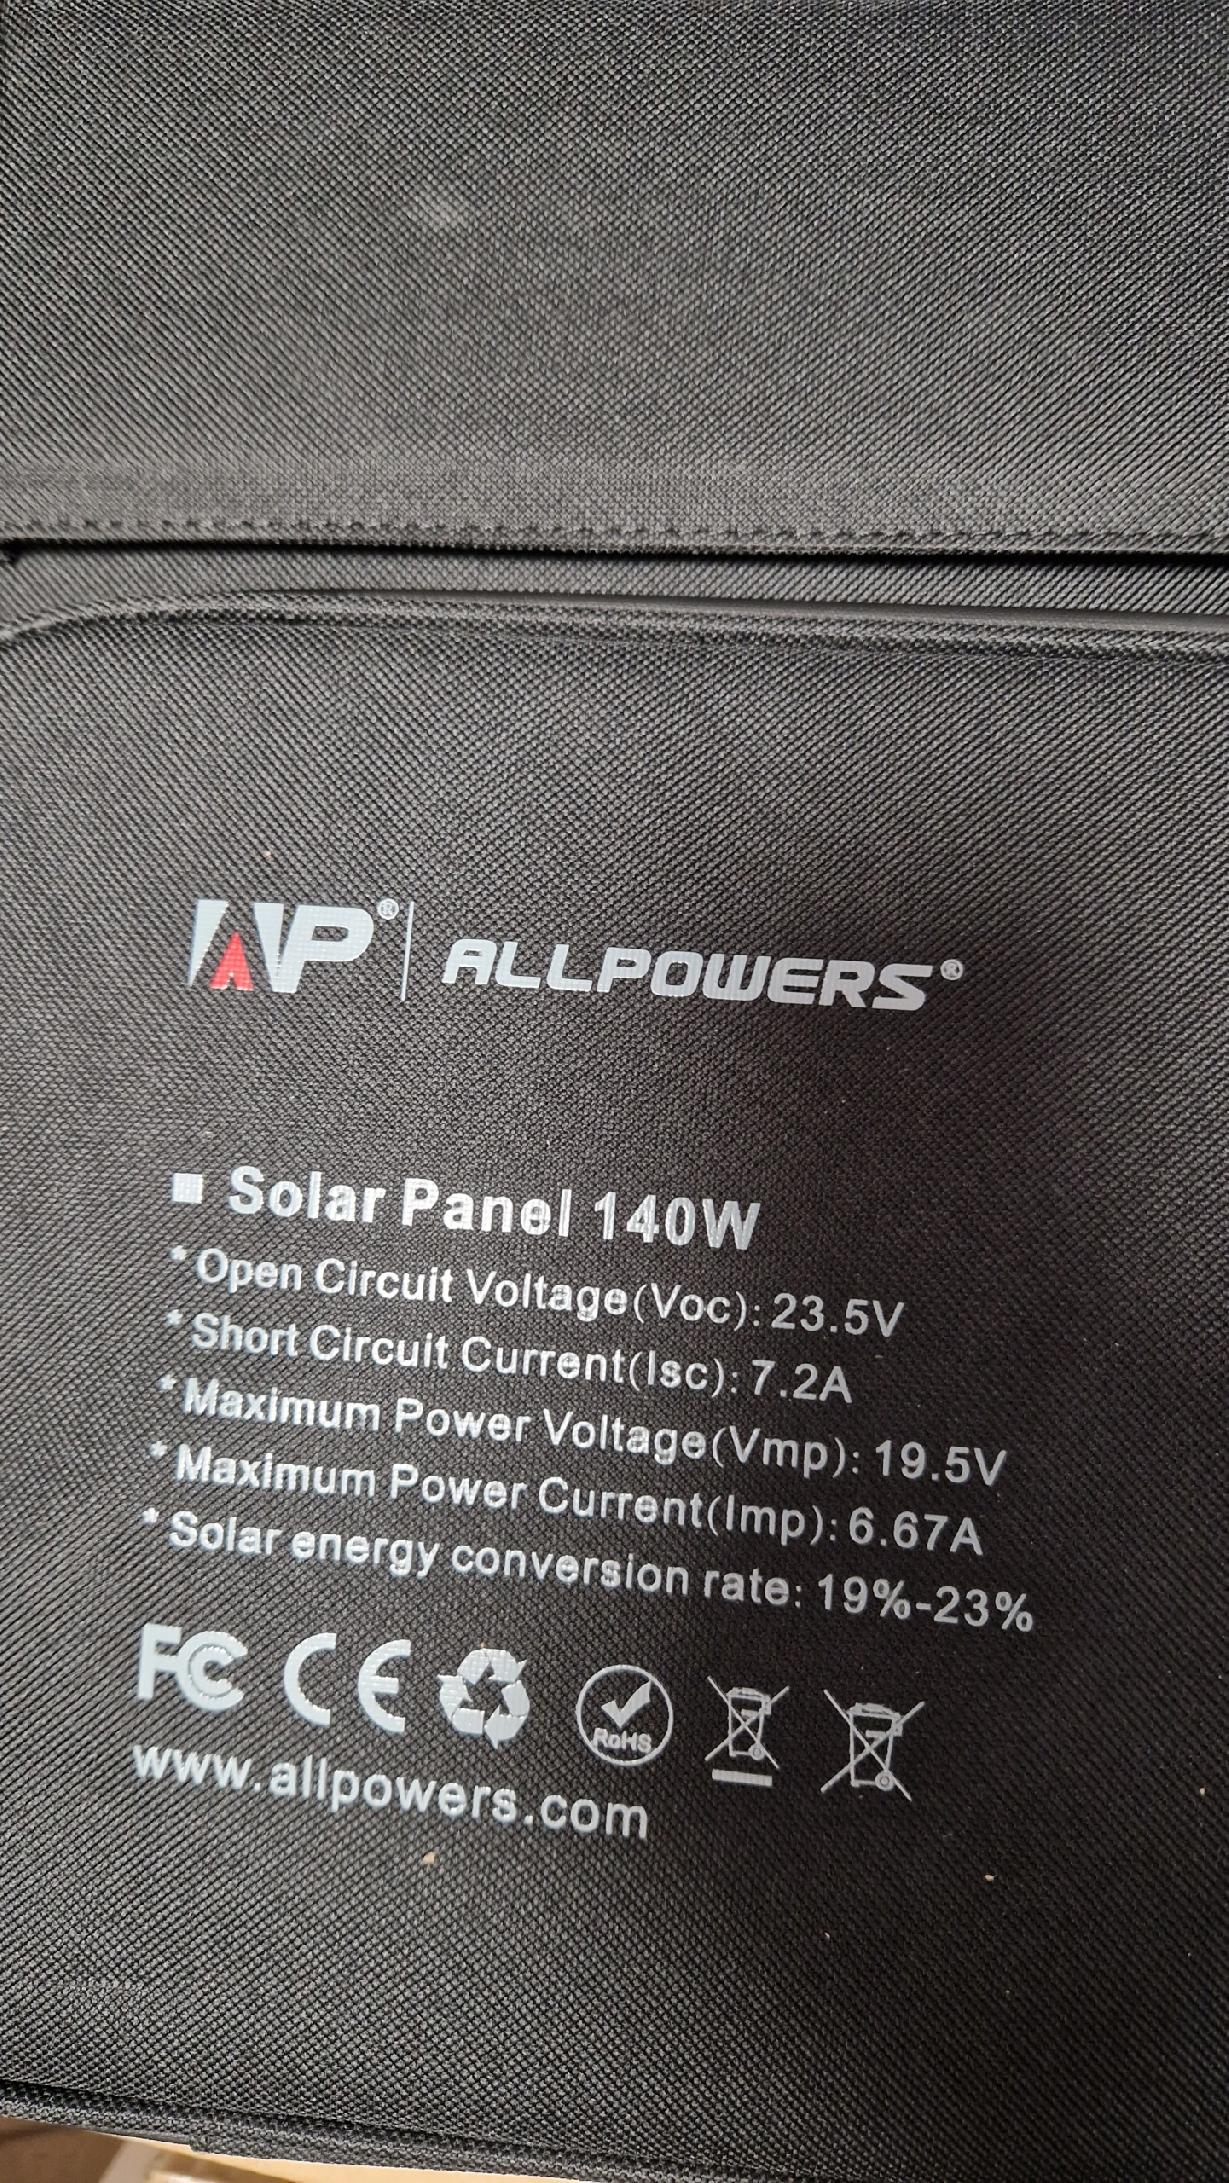 AP® | ALLPOWERS®
■ Solar Panel 140W
* Open Circuit Voltage(Voc): 23.5V
* Short Circuit Current(Isc): 7.2A
* Maximum Power Voltage(Vmp): 19.5V
* Maximum Power Current(Imp): 6.67A
* Solar energy conversion rate: 19%-23%
FC CE RoHS
www.allpowers.com